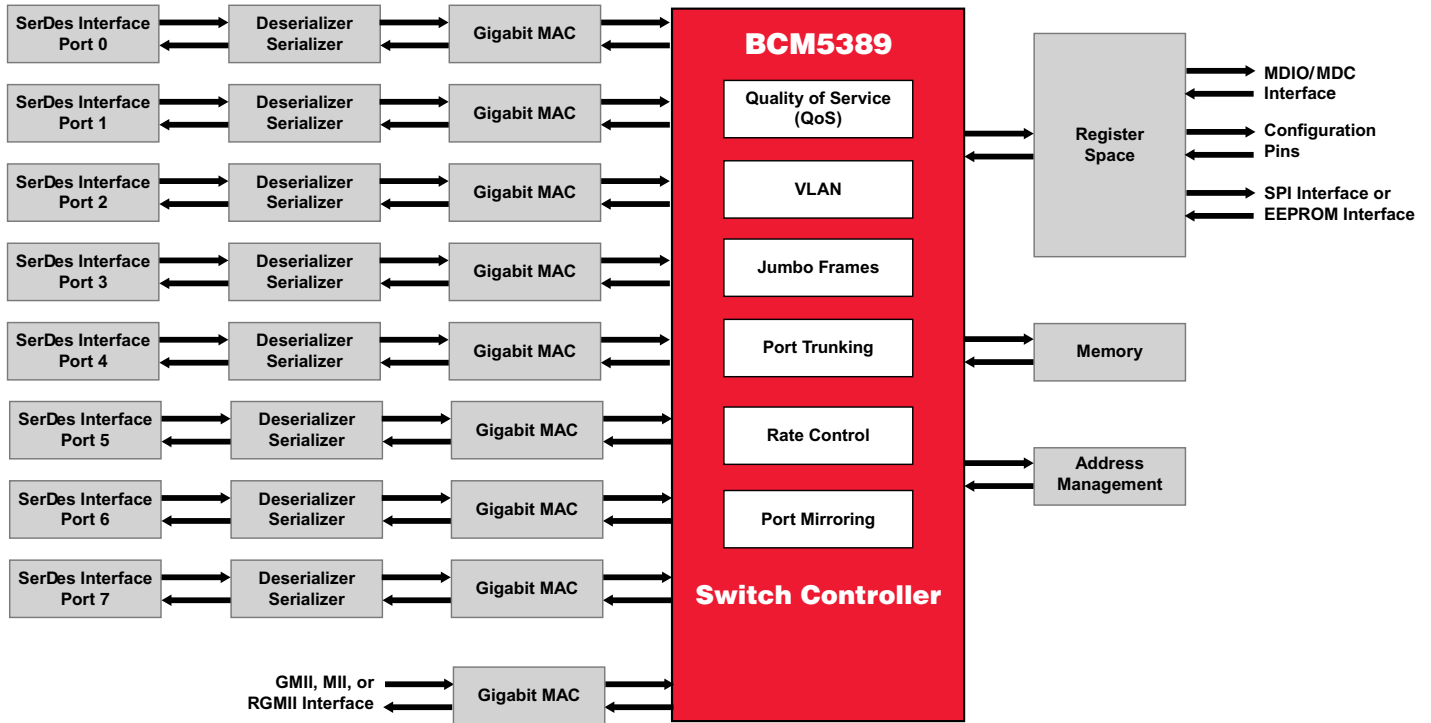 SerDes Interface
Port 0
Deserializer
Serializer
Gigabit MAC
SerDes Interface
Port 1
Deserializer
Serializer
Gigabit MAC
SerDes Interface
Port 2
Deserializer
Serializer
Gigabit MAC
SerDes Interface
Port 3
Deserializer
Serializer
Gigabit MAC
SerDes Interface
Port 4
Deserializer
Serializer
Gigabit MAC
SerDes Interface
Port 5
Deserializer
Serializer
Gigabit MAC
SerDes Interface
Port 6
Deserializer
Serializer
Gigabit MAC
SerDes Interface
Port 7
Deserializer
Serializer
Gigabit MAC
GMII, MII, or
RGMII Interface
Gigabit MAC
BCM5389
Quality of Service
(QoS)
VLAN
Jumbo Frames
Port Trunking
Rate Control
Port Mirroring
Switch Controller
Register
Space
MDIO/MDC
Interface
Configuration
Pins
SPI Interface or
EEPROM Interface
Memory
Address
Management